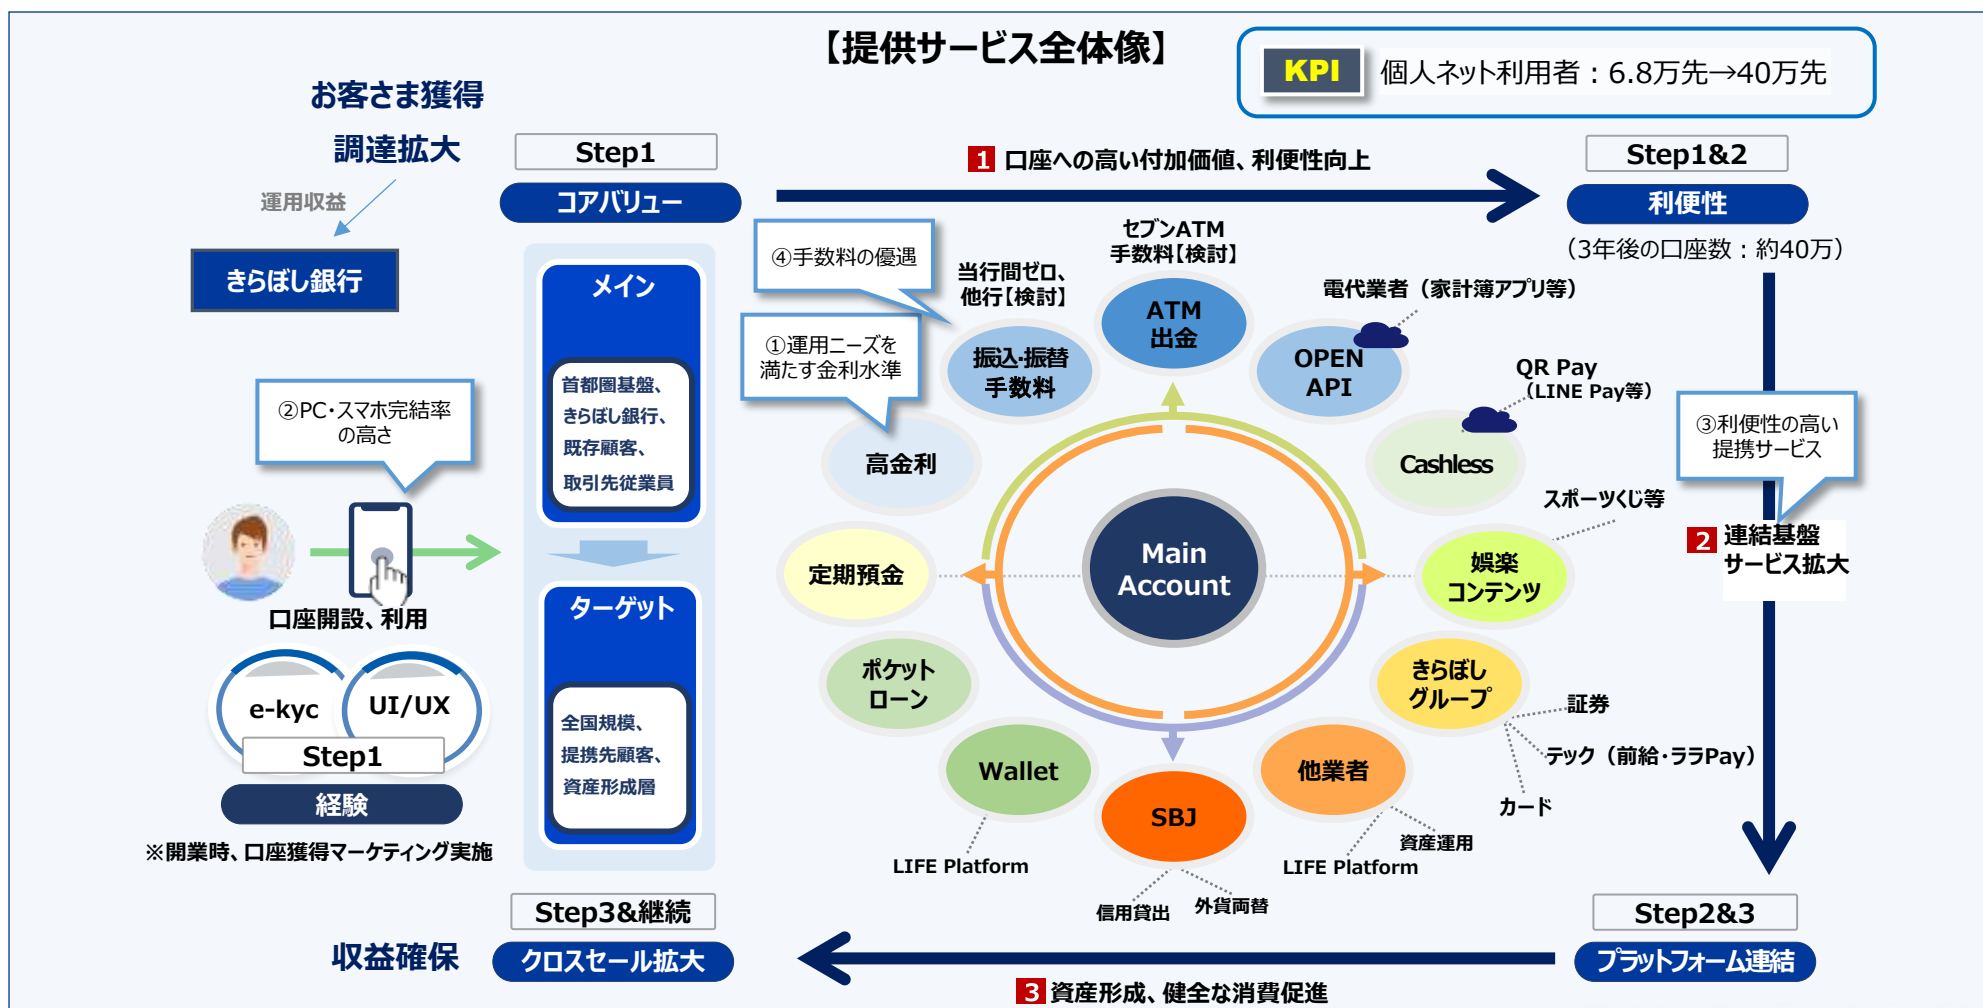 【提供サービス全体像】
KPI 個人ネット利用者：6.8万先→40万先
お客さま獲得
調達拡大
運用収益
きらぼし銀行
Step1
コアバリュー
1 口座への高い付加価値、利便性向上
Step1&2
利便性
（3年後の口座数：約40万）
メイン
首都圏基盤、
きらぼし銀行、
既存顧客、
取引先従業員
ターゲット
全国規模、
提携先顧客、
資産形成層
②PC・スマホ完結率
の高さ
口座開設、利用
e-kyc
UI/UX
Step1
経験
※開業時、口座獲得マーケティング実施
④手数料の優遇
①運用ニーズを
満たす金利水準
当行間ゼロ、
他行【検討】
振込・振替
手数料
セブンATM
手数料【検討】
ATM
出金
電代業者（家計簿アプリ等）
OPEN
API
QR Pay
（LINE Pay等）
Cashless
高金利
定期預金
Main
Account
スポーツくじ等
娯楽
コンテンツ
ポケット
ローン
きらぼし
グループ
証券
テック（前給・ララPay）
カード
Wallet
LIFE Platform
SBJ
信用貸出
外貨両替
他業者
資産運用
LIFE Platform
③利便性の高い
提携サービス
2 連結基盤
サービス拡大
Step2&3
プラットフォーム連結
3 資産形成、健全な消費促進
Step3&継続
クロスセール拡大
収益確保